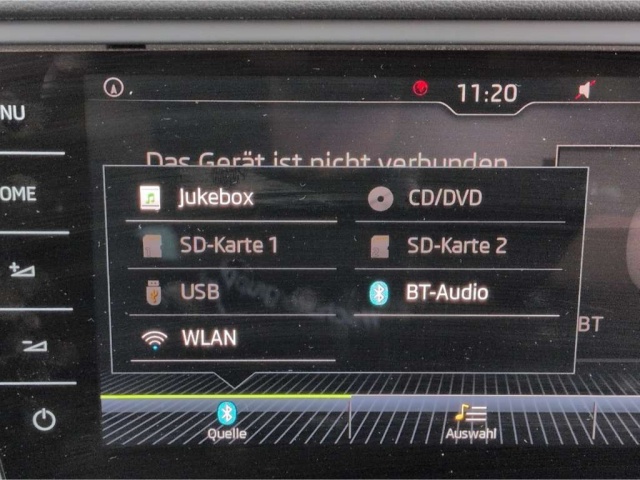 NU
11:20
Das Gerät ist nicht verbunden
OME
Jukebox
CD/DVD
SD-Karte 1
SD-Karte 2
USB
BT-Audio
WLAN
BT
Quelle
Auswahl